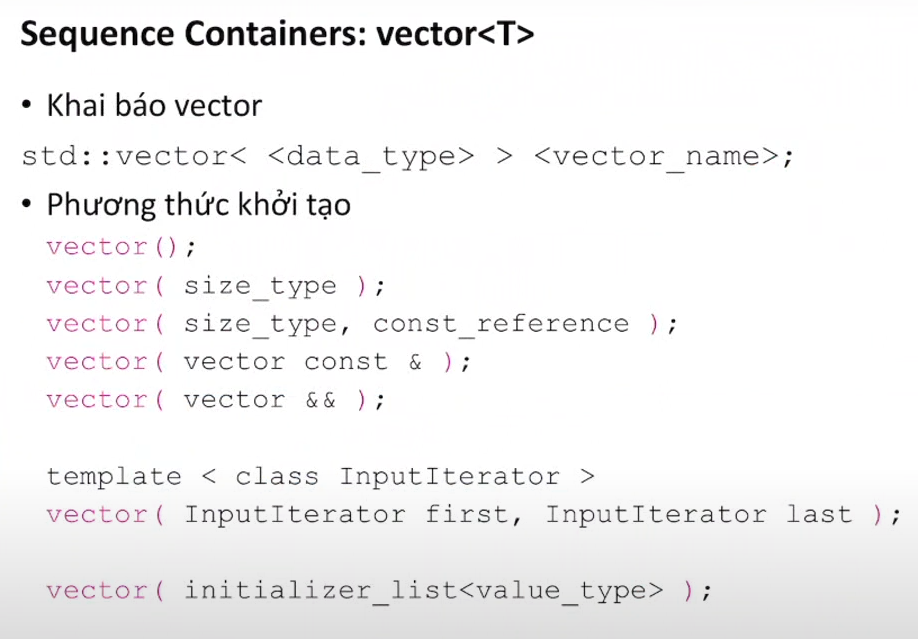 Sequence Containers: vector<T>
• Khai báo vector
std::vector< <data_type> > <vector_name>;
• Phương thức khởi tạo
vector();
vector( size_type );
vector( size_type, const_reference );
vector( vector const & );
vector( vector && );
template < class InputIterator >
vector( InputIterator first, InputIterator last );
vector( initializer_list<value_type> );